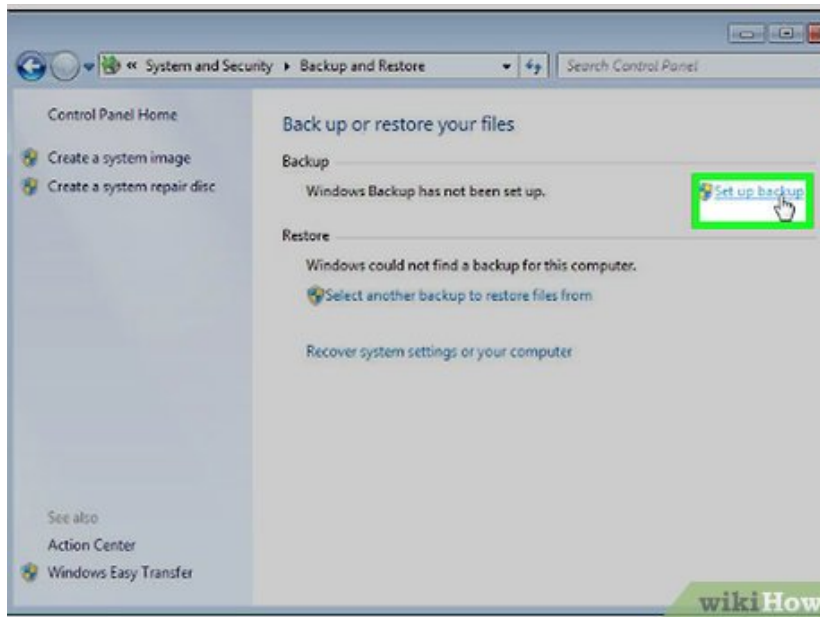 « System and Security ▸ Backup and Restore
Search Control Panel
Control Panel Home
Create a system image
Create a system repair disc
Back up or restore your files
Backup
Windows Backup has not been set up.
Set up backup
Restore
Windows could not find a backup for this computer.
Select another backup to restore files from
Recover system settings or your computer
See also
Action Center
Windows Easy Transfer
wikiHow